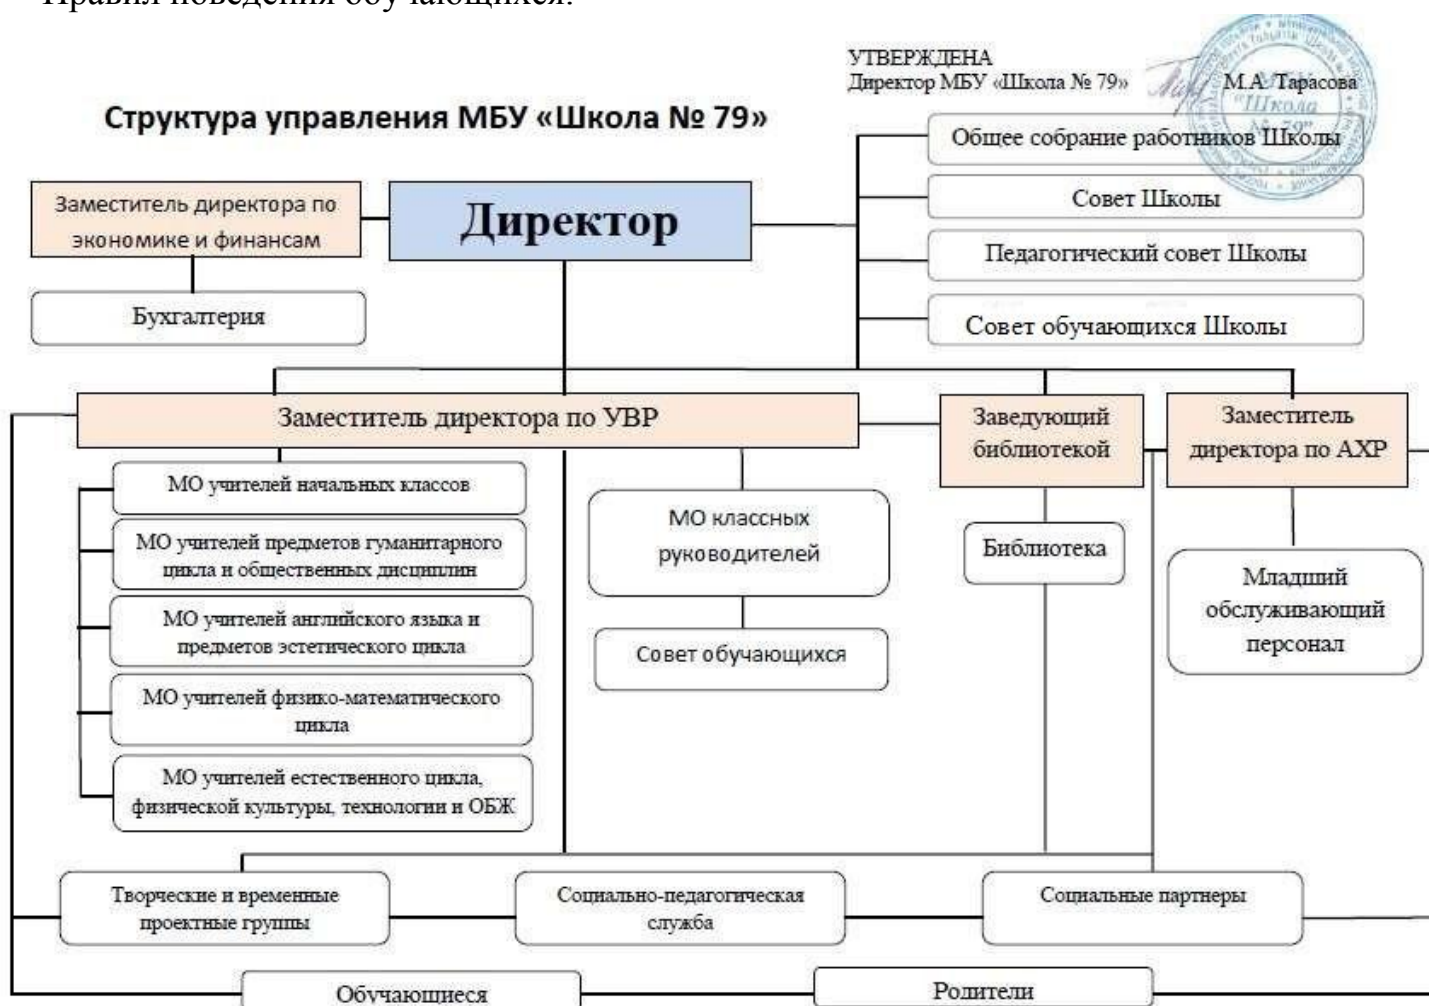 Правил поведения обучающихся.
УТВЕРЖДЕНА
Директор МБУ «Школа № 79»
М.А. Тарасова
МБУ
"Школа
№ 79"
Структура управления МБУ «Школа № 79»
Общее собрание работников Школы
Заместитель директора по
экономике и финансам
Директор
Совет Школы
Педагогический совет Школы
Бухгалтерия
Совет обучающихся Школы
Заместитель директора по УВР
Заведующий
библиотекой
Заместитель
директора по АХР
МО учителей начальных классов
МО учителей предметов гуманитарного
цикла и общественных дисциплин
МО учителей английского языка и
предметов эстетического цикла
МО учителей физико-математического
цикла
МО учителей естественного цикла,
физической культуры, технологии и ОБЖ
МО классных
руководителей
Совет обучающихся
Библиотека
Младший
обслуживающий
персонал
Творческие и временные
проектные группы
Социально-педагогическая
служба
Социальные партнеры
Обучающиеся
Родители